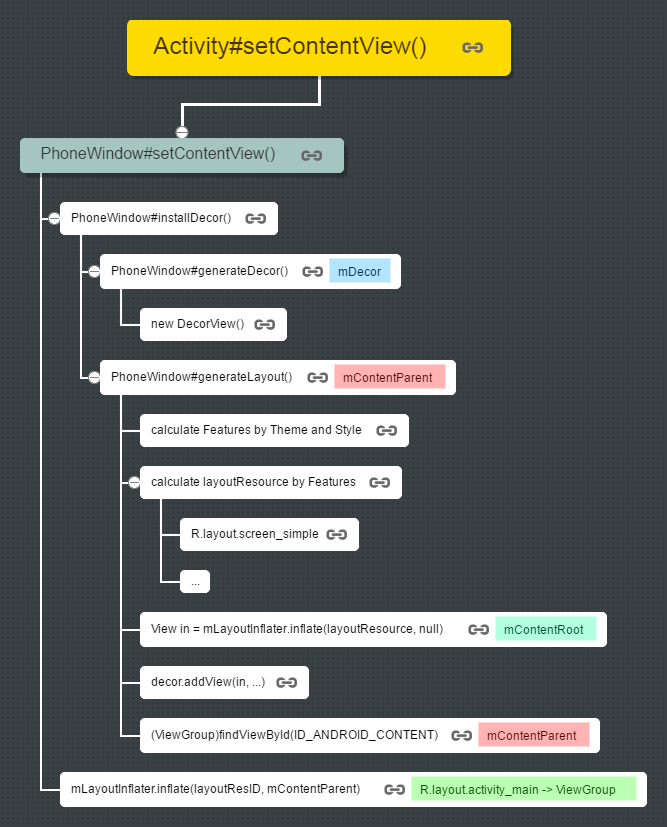 Activity#setContentView()
PhoneWindow#setContentView()
PhoneWindow#installDecor()
PhoneWindow#generateDecor() mDecor
new DecorView()
PhoneWindow#generateLayout() mContentParent
calculate Features by Theme and Style
calculate layoutResource by Features
R.layout.screen_simple
...
View in = mLayoutInflater.inflate(layoutResource, null) mContentRoot
decor.addView(in, ...)
(ViewGroup)findViewById(ID_ANDROID_CONTENT) mContentParent
mLayoutInflater.inflate(layoutResID, mContentParent) R.layout.activity_main -> ViewGroup